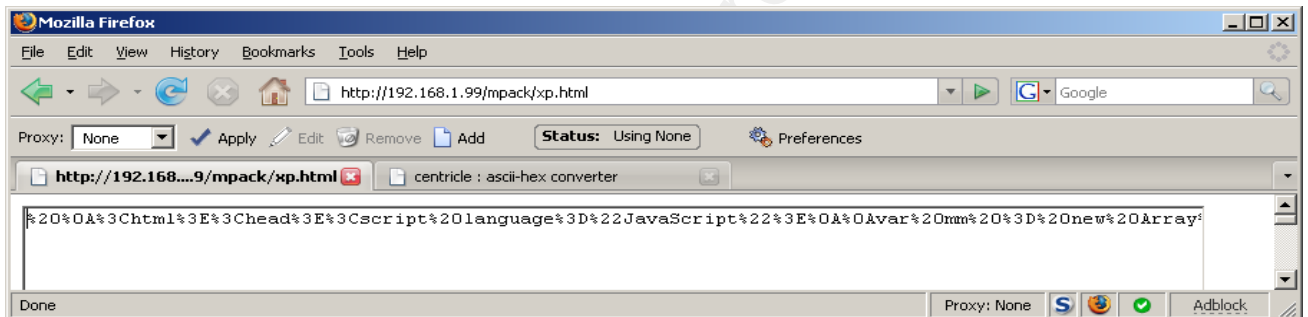 Mozilla Firefox
File Edit View History Bookmarks Tools Help
http://192.168.1.99/mpack/xp.html G Google
Proxy: None Apply Edit Remove Add Status: Using None Preferences
http://192.168....9/mpack/xp.html centricle : ascii-hex converter
%20%0A%3Chtml%3E%3Chead%3E%3Cscript%20language%3D%22JavaScript%22%3E%0A%0Avar%20mm%20%3D%20new%20Array
Done Proxy: None S Adblock